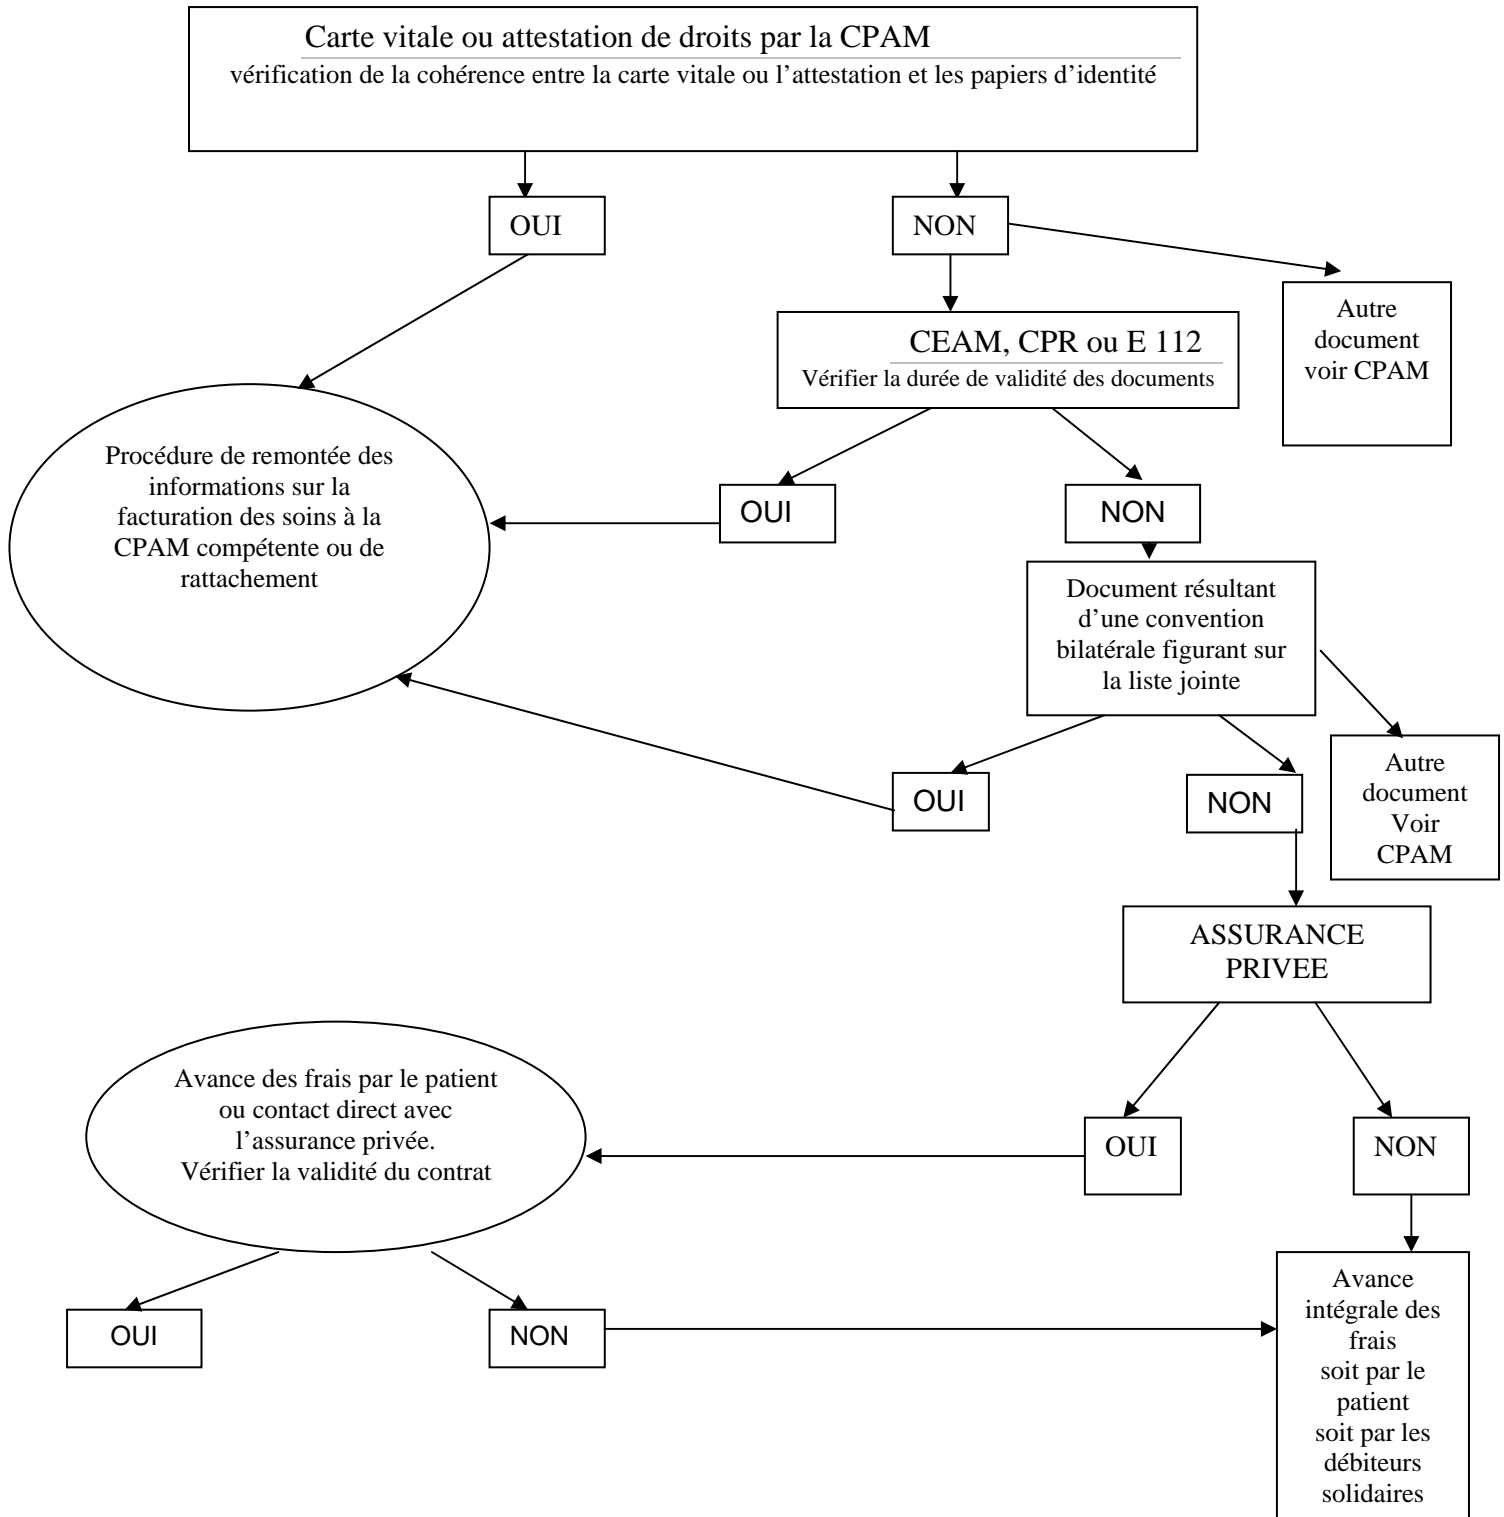 Carte vitale ou attestation de droits par la CPAM
vérification de la cohérence entre la carte vitale ou l’attestation et les papiers d’identité
OUI
NON
Autre
document
voir CPAM
CEAM, CPR ou E 112
Vérifier la durée de validité des documents
Procédure de remontée des
informations sur la
facturation des soins à la
CPAM compétente ou de
rattachement
OUI
NON
Document résultant
d’une convention
bilatérale figurant sur
la liste jointe
OUI
NON
Autre
document
Voir
CPAM
ASSURANCE
PRIVEE
Avance des frais par le patient
ou contact direct avec
l’assurance privée.
Vérifier la validité du contrat
OUI
NON
OUI
NON
Avance
intégrale des
frais
soit par le
patient
soit par les
débiteurs
solidaires